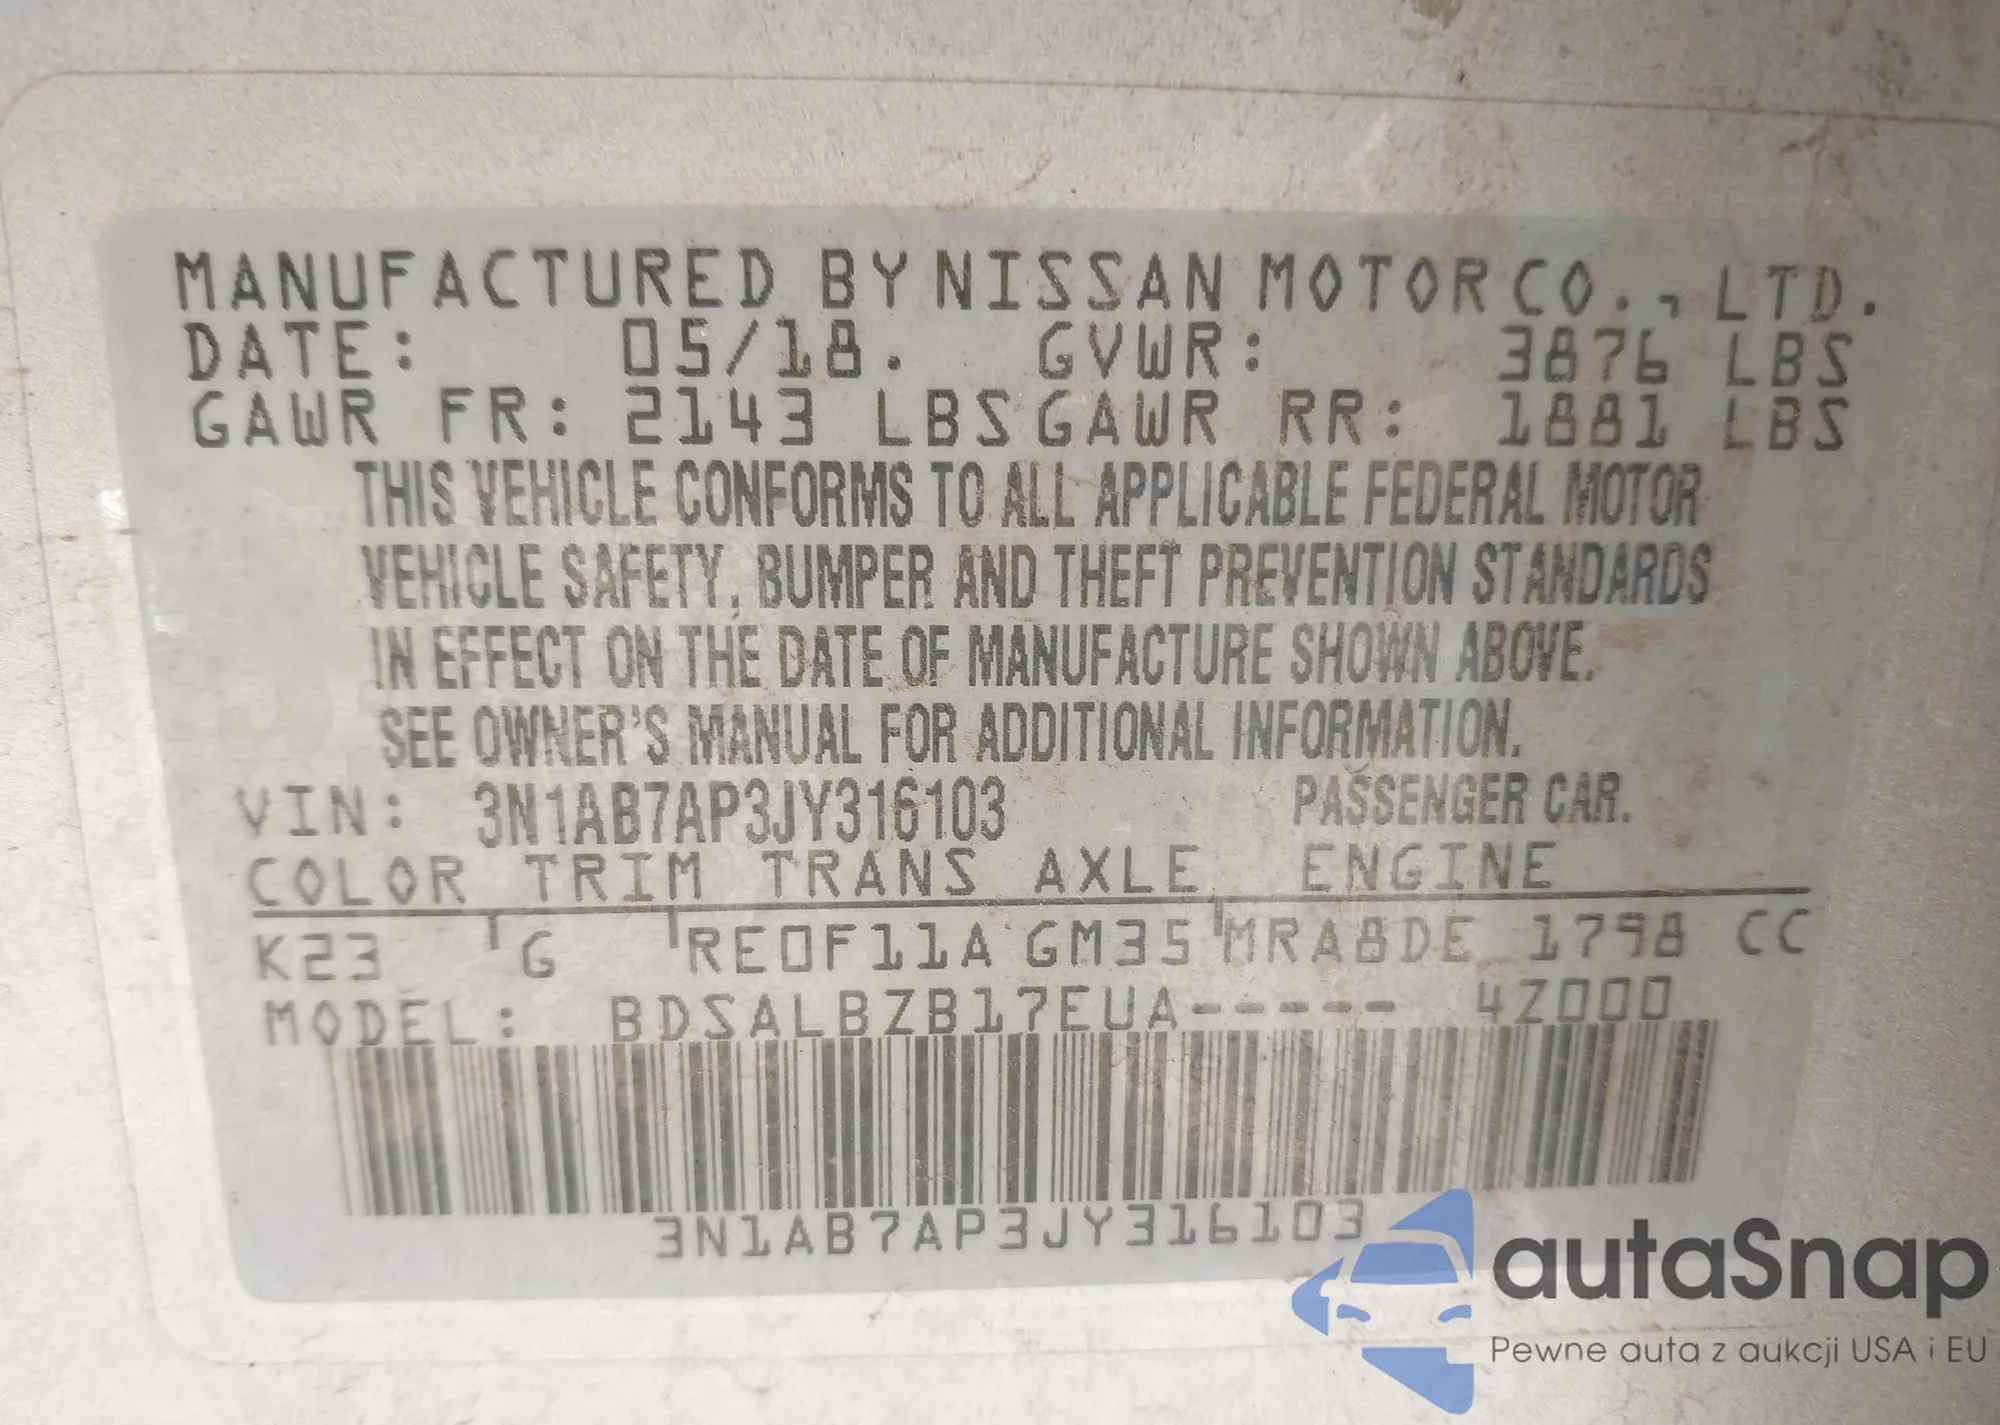 MANUFACTURED BY NISSAN MOTOR CO., LTD.
DATE: 05/18. GVWR: 3876 LBS
GAWR FR: 2143 LBS GAWR RR: 1881 LBS
THIS VEHICLE CONFORMS TO ALL APPLICABLE FEDERAL MOTOR
VEHICLE SAFETY, BUMPER AND THEFT PREVENTION STANDARDS
IN EFFECT ON THE DATE OF MANUFACTURE SHOWN ABOVE.
SEE OWNER'S MANUAL FOR ADDITIONAL INFORMATION.
VIN: 3N1AB7AP3JY316103 PASSENGER CAR.
COLOR TRIM TRANS AXLE ENGINE
K23 G RE0F11A GM35 MRA8DE 1798 CC
MODEL: BDSALBZB17EUA----- 4Z000
3N1AB7AP3JY316103
autaSnap
Pewne auta z aukcji USA i EU